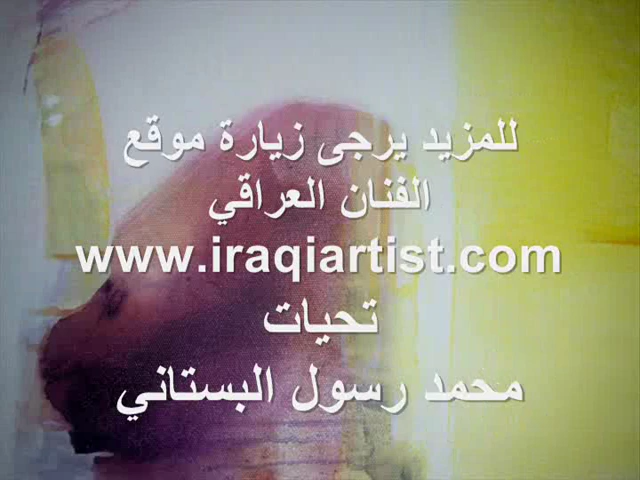 للمزيد يرجى زيارة موقع
الفنان العراقي
www.iraqiartist.com
تحيات
محمد رسول البستاني